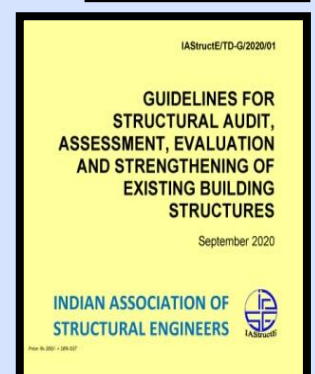 IAStructE/TD-G/2020/01
GUIDELINES FOR
STRUCTURAL AUDIT,
ASSESSMENT, EVALUATION
AND STRENGTHENING OF
EXISTING BUILDING
STRUCTURES
September 2020
INDIAN ASSOCIATION OF
STRUCTURAL ENGINEERS
IAStructE